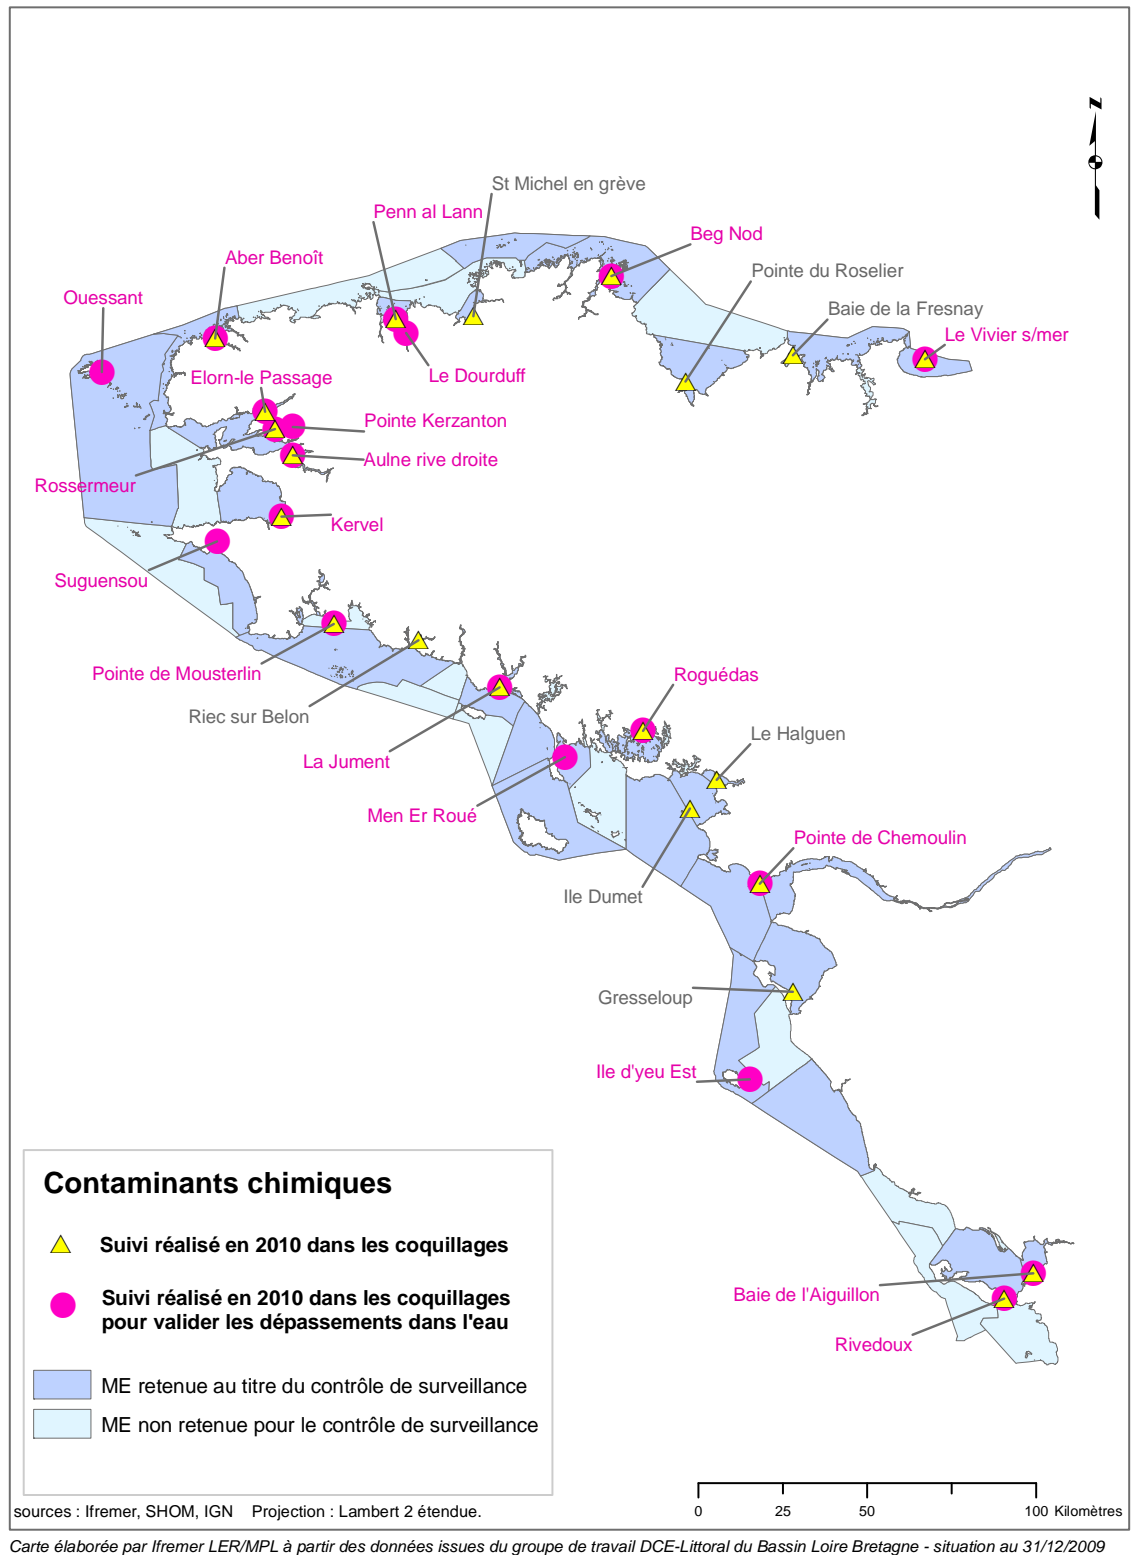 z
St Michel en grève
Penn al Lann
Beg Nod
Aber Benoît
Pointe du Roselier
Ouessant
Baie de la Fresnay
Le Vivier s/mer
Elorn-le Passage
Le Dourduff
Pointe Kerzanton
Aulne rive droite
Rossermeur
Kervel
Suguensou
Pointe de Mousterlin
Roguédas
Riec sur Belon
Le Halguen
La Jument
Men Er Roué
Pointe de Chemoulin
Ile Dumet
Gresseloup
Ile d'yeu Est
Baie de l'Aiguillon
Rivedoux
Contaminants chimiques
Suivi réalisé en 2010 dans les coquillages
Suivi réalisé en 2010 dans les coquillages
pour valider les dépassements dans l'eau
ME retenue au titre du contrôle de surveillance
ME non retenue pour le contrôle de surveillance
sources : Ifremer, SHOM, IGN Projection : Lambert 2 étendue.
0 25 50 100 Kilomètres
Carte élaborée par Ifremer LER/MPL à partir des données issues du groupe de travail DCE-Littoral du Bassin Loire Bretagne - situation au 31/12/2009